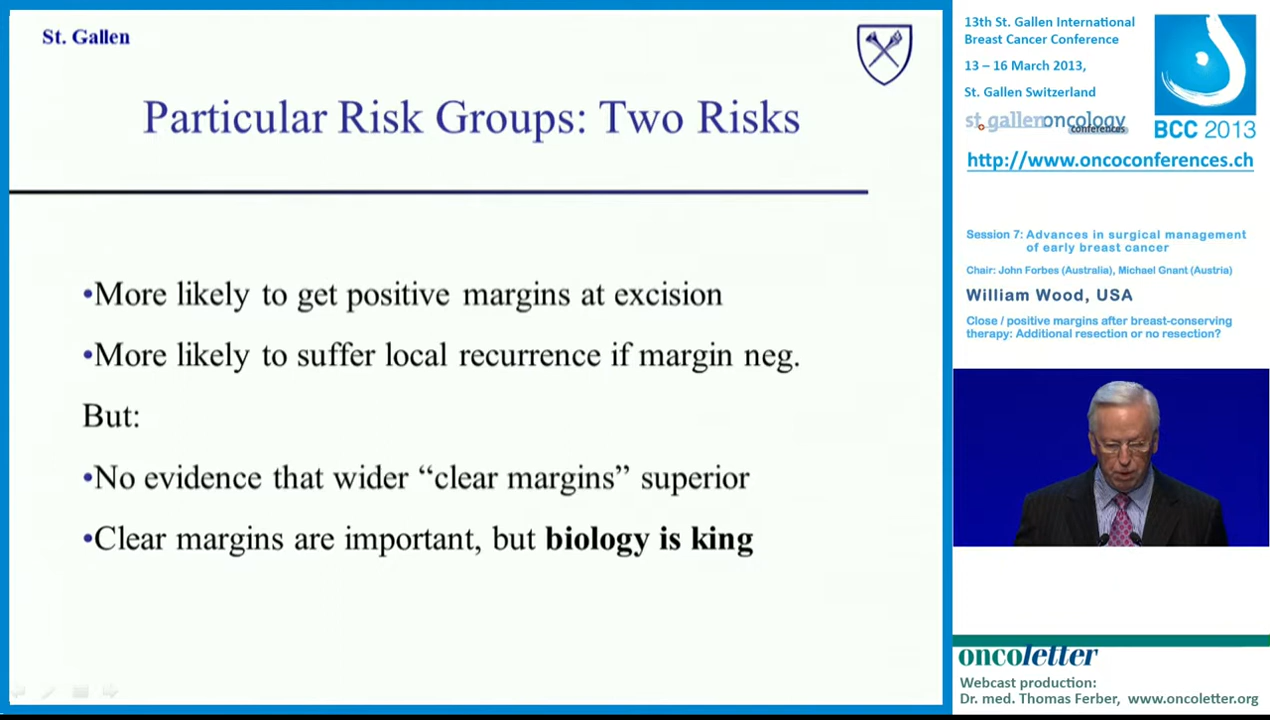 St. Gallen
Particular Risk Groups: Two Risks
•More likely to get positive margins at excision
•More likely to suffer local recurrence if margin neg.
But:
•No evidence that wider “clear margins” superior
•Clear margins are important, but biology is king
13th St. Gallen International
Breast Cancer Conference
13 – 16 March 2013,
St. Gallen Switzerland
st.gallenoncology
conferences
BCC 2013
http://www.oncoconferences.ch
Session 7: Advances in surgical management
of early breast cancer
Chair: John Forbes (Australia), Michael Gnant (Austria)
William Wood, USA
Close / positive margins after breast-conserving
therapy: Additional resection or no resection?
oncoletter
Webcast production:
Dr. med. Thomas Ferber, www.oncoletter.org